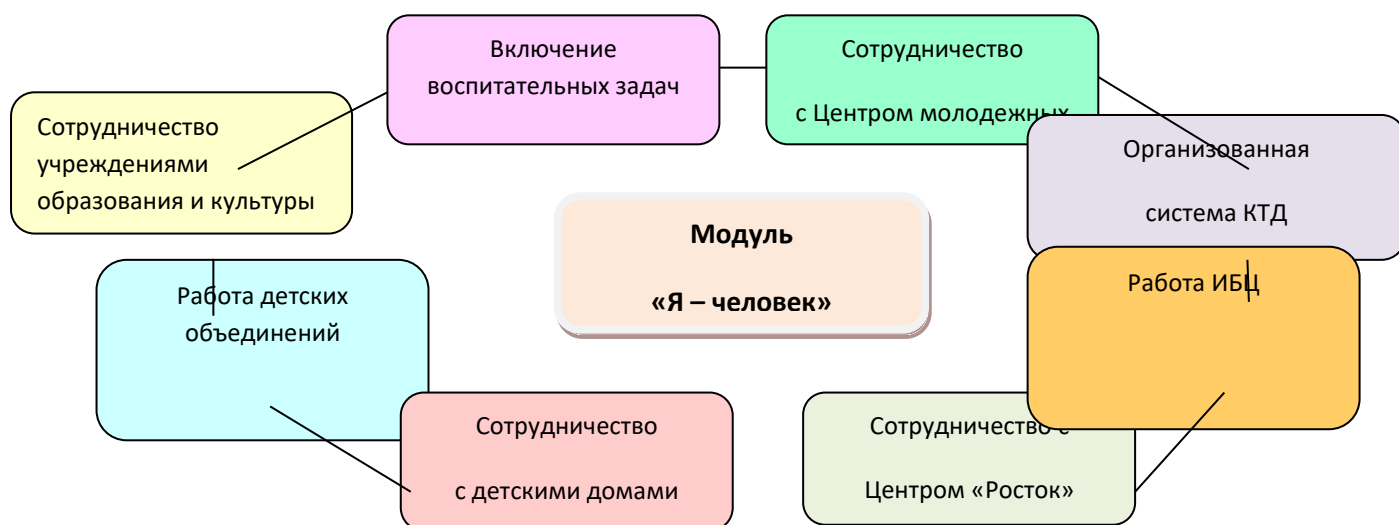 Включение
воспитательных задач
Сотрудничество
с Центром молодежных
Сотрудничество
учреждениями
образования и культуры
Организованная
система КТД
Модуль
«Я – человек»
Работа детских
объединений
Работа ИБЦ
Сотрудничество
с детскими домами
Сотрудничество с
Центром «Росток»